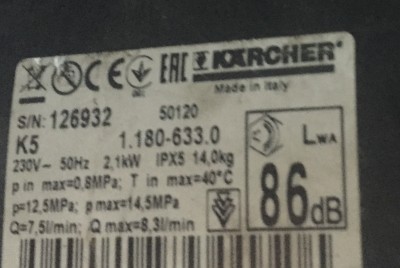 CE EAC KÄRCHER
Made in Italy
S/N: 126932 50120
K5 1.180-633.0
230V~ 50Hz 2,1kW IPX5 14,0kg
p in max=0,8MPa; T in max=40°C
p=12,5MPa; p max=14,5MPa
Q=7,5l/min; Q max=8,3l/min
LWA
86dB